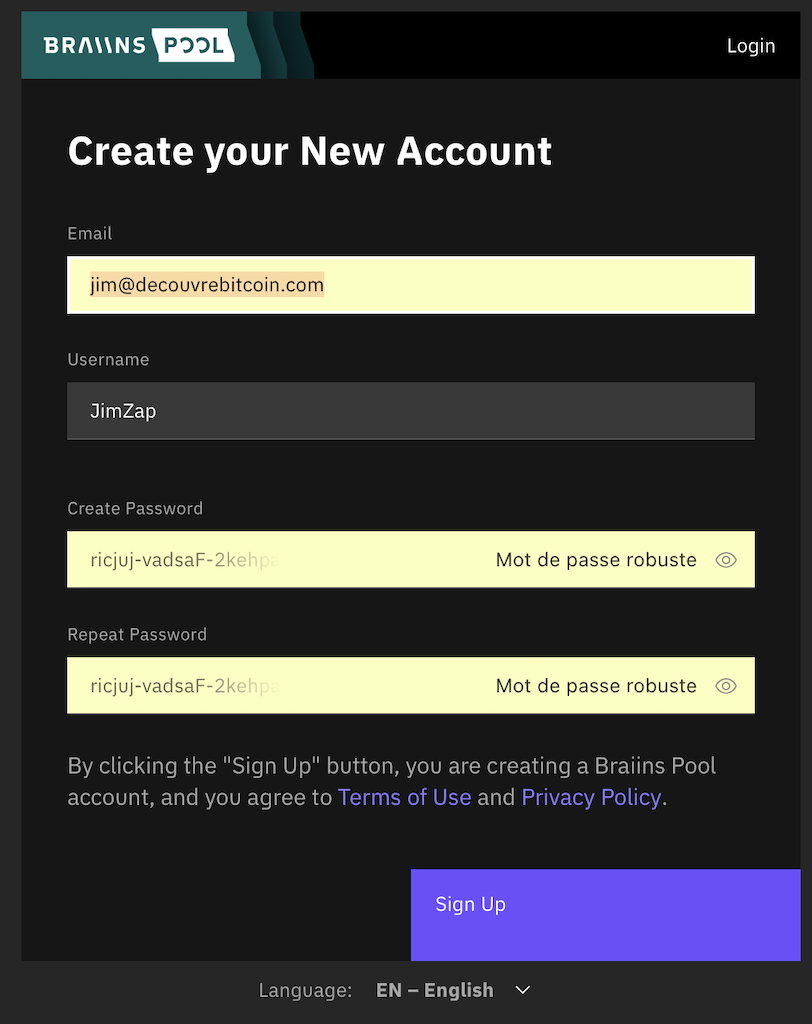 BRAIINS POOL
Login
Create your New Account
Email
jim@decouvrebitcoin.com
Username
JimZap
Create Password
ricjuj-vadsaF-2kehpa Mot de passe robuste
Repeat Password
ricjuj-vadsaF-2kehpa Mot de passe robuste
By clicking the "Sign Up" button, you are creating a Braiins Pool
account, and you agree to Terms of Use and Privacy Policy.
Sign Up
Language: EN – English